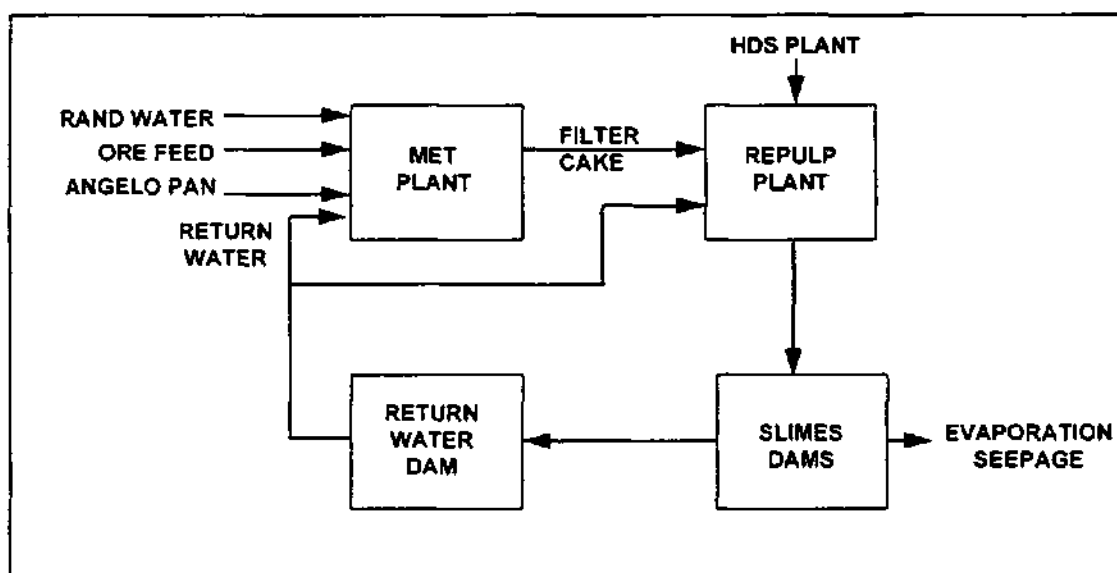 HDS PLANT
RAND WATER
ORE FEED
ANGELO PAN
RETURN
WATER
MET
PLANT
FILTER
CAKE
REPULP
PLANT
RETURN
WATER
DAM
SLIMES
DAMS
EVAPORATION
SEEPAGE